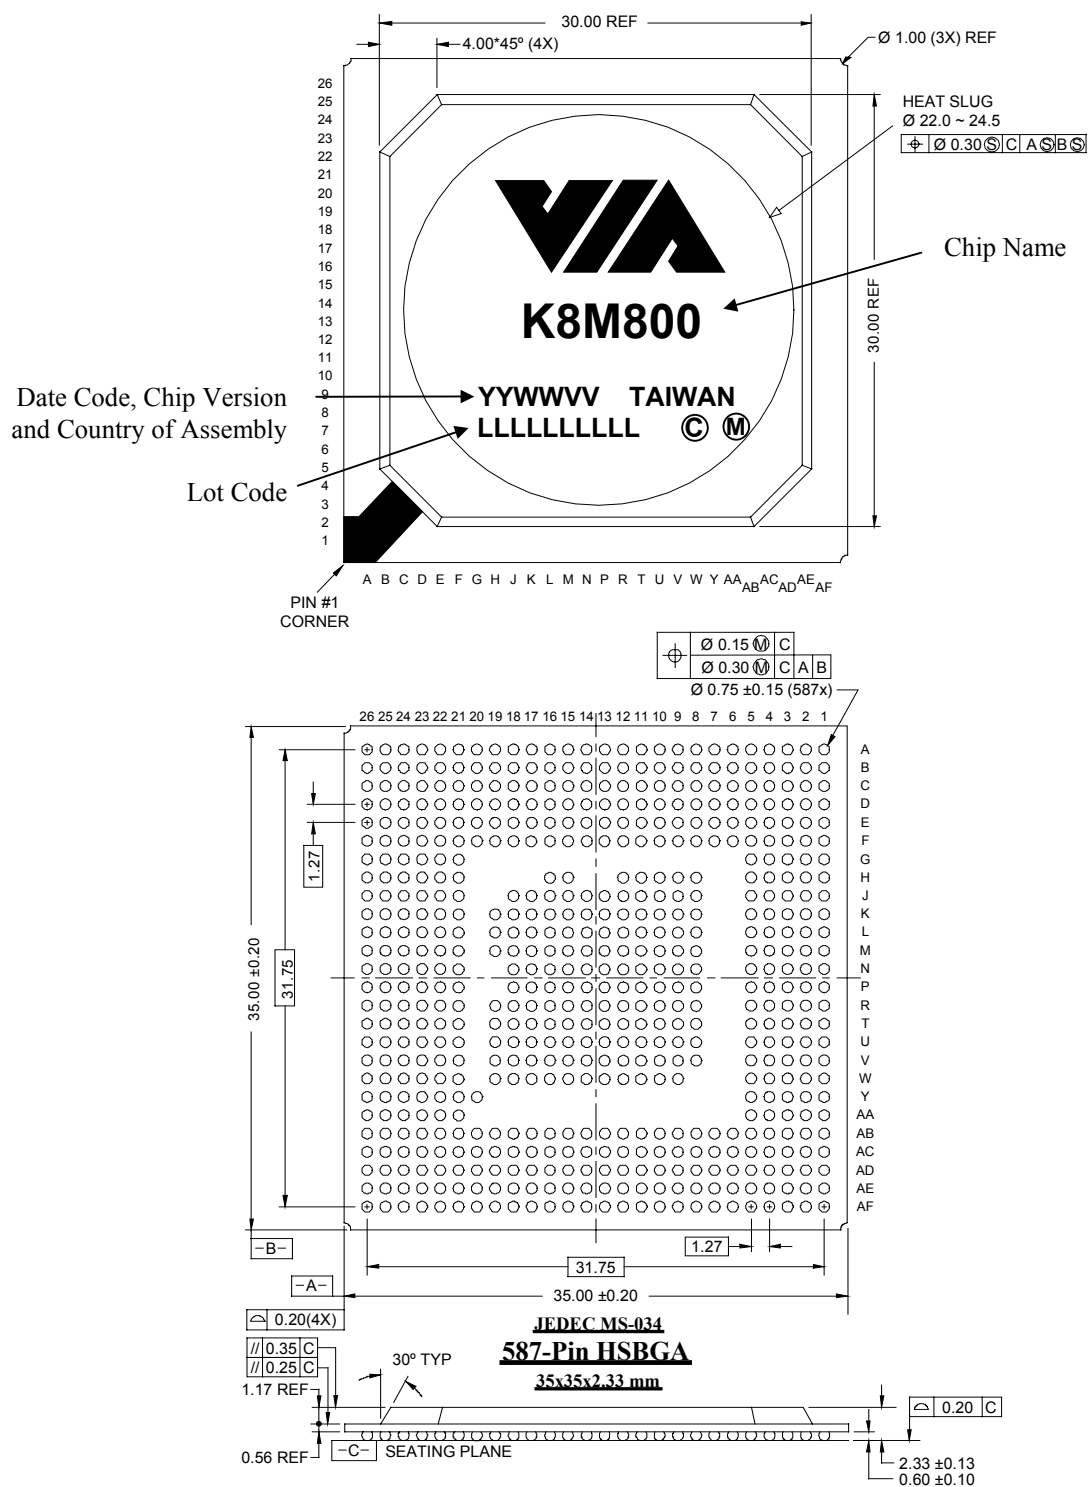 30.00 REF
4.00*45º (4X)
Ø 1.00 (3X) REF
HEAT SLUG
Ø 22.0 ~ 24.5
Ø 0.30 Ⓢ C A Ⓢ B Ⓢ
26
25
24
23
22
21
20
19
18
17
16
15
14
13
12
11
10
9
8
7
6
5
4
3
2
1
VIA
K8M800
Chip Name
30.00 REF
YYWWVV TAIWAN
LLLLLLLLLL Ⓒ Ⓜ
Date Code, Chip Version
and Country of Assembly
Lot Code
A B C D E F G H J K L M N P R T U V W Y AA AB AC AD AE AF
PIN #1
CORNER
Ø 0.15 Ⓜ C
Ø 0.30 Ⓜ C A B
Ø 0.75 ±0.15 (587x)
26 25 24 23 22 21 20 19 18 17 16 15 14 13 12 11 10 9 8 7 6 5 4 3 2 1
A
B
C
D
E
F
G
H
J
K
L
M
N
P
R
T
U
V
W
Y
AA
AB
AC
AD
AE
AF
1.27
35.00 ±0.20
31.75
-B-
1.27
31.75
-A-
35.00 ±0.20
0.20(4X)
JEDEC MS-034
587-Pin HSBGA
35x35x2.33 mm
// 0.35 C
// 0.25 C
30º TYP
1.17 REF
0.20 C
0.56 REF
-C- SEATING PLANE
2.33 ±0.13
0.60 ±0.10